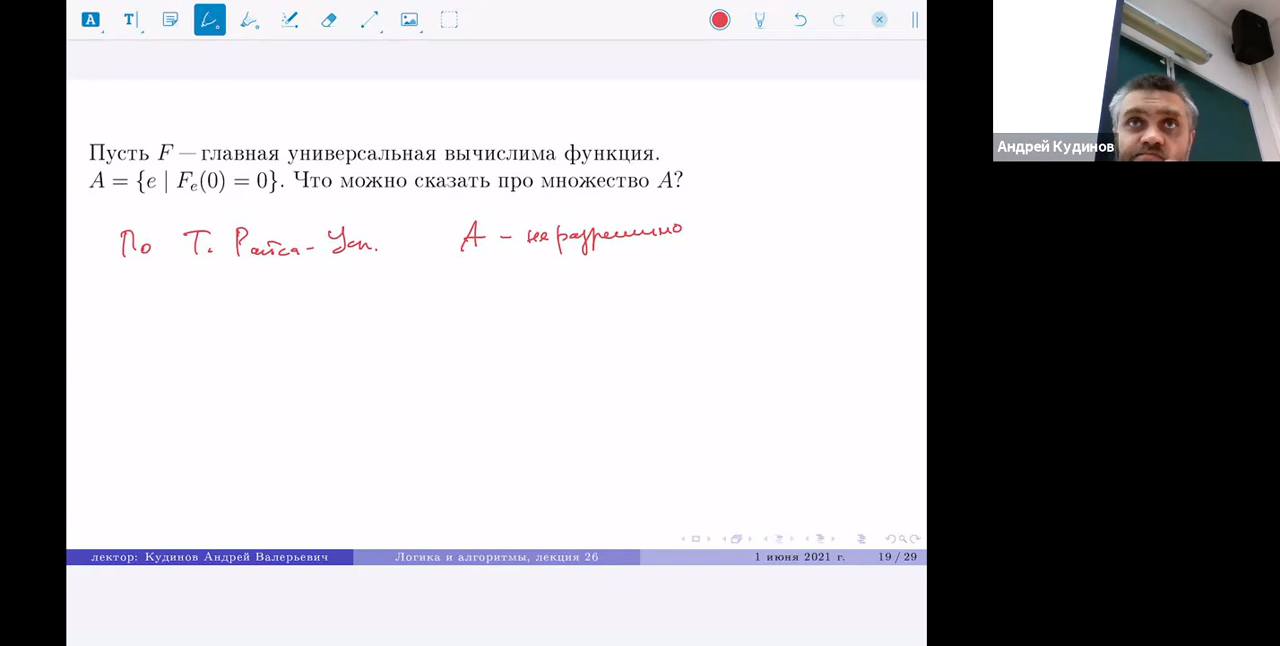 A T
Пусть F — главная универсальная вычислима функция.
A = {e | Fₑ(0) = 0}. Что можно сказать про множество A?
По Т. Райса-Усп. A - неразрешимо
Андрей Кудинов
лектор: Кудинов Андрей Валерьевич Логика и алгоритмы, лекция 26 1 июня 2021 г. 19 / 29